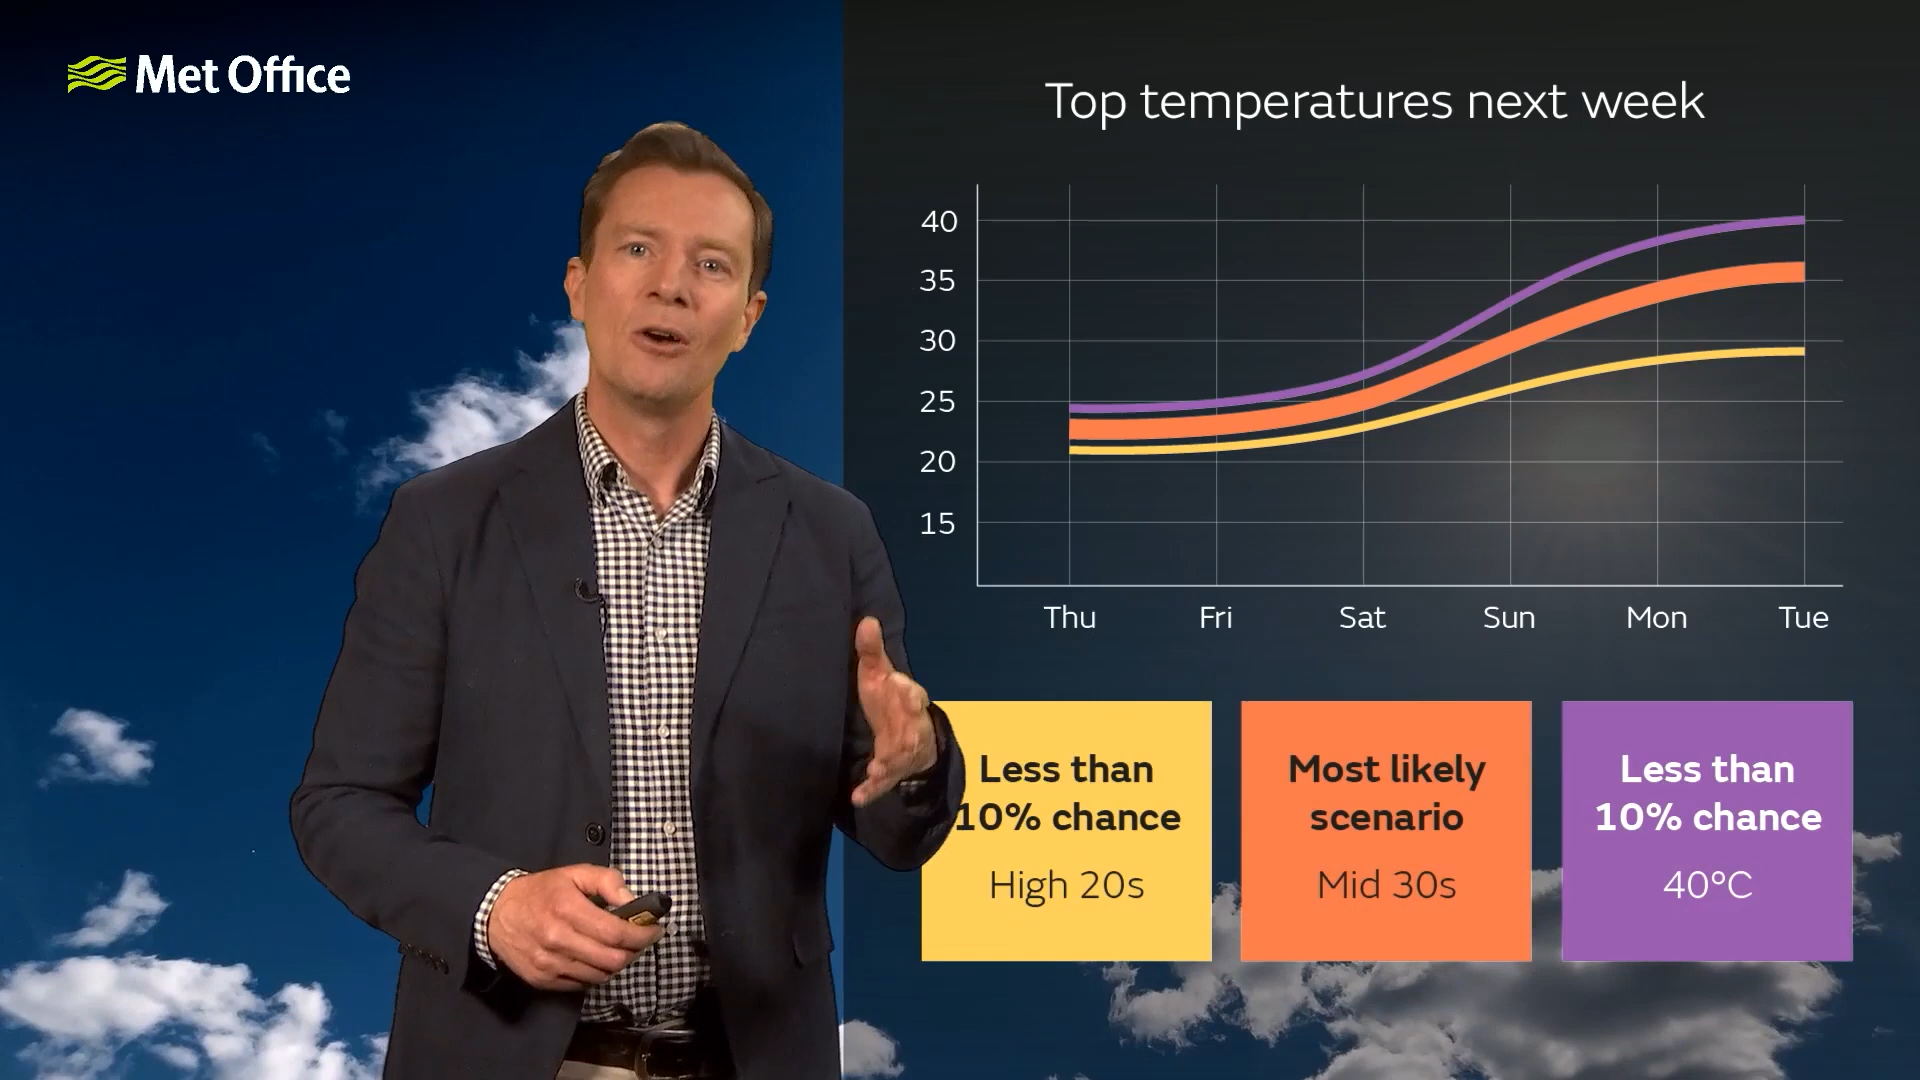 Met Office
Top temperatures next week
40
35
30
25
20
15
Thu Fri Sat Sun Mon Tue
Less than
10% chance
High 20s
Most likely
scenario
Mid 30s
Less than
10% chance
40°C